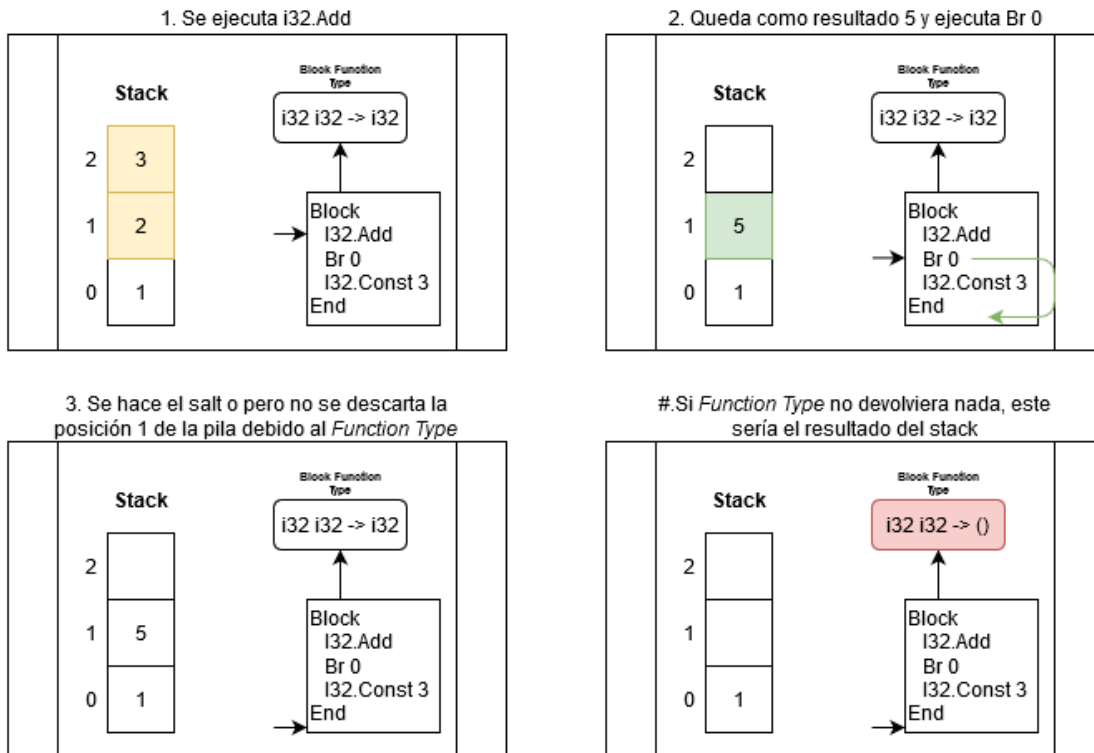 1. Se ejecuta i32.Add
Block Function
Type
Stack
i32 i32 -> i32
2
3
1
2
0
1
Block
I32.Add
Br 0
I32.Const 3
End
2. Queda como resultado 5 y ejecuta Br 0
Block Function
Type
Stack
i32 i32 -> i32
2
1
5
0
1
Block
I32.Add
Br 0
I32.Const 3
End
3. Se hace el salt o pero no se descarta la
posición 1 de la pila debido al Function Type
Block Function
Type
Stack
i32 i32 -> i32
2
1
5
0
1
Block
I32.Add
Br 0
I32.Const 3
End
#.Si Function Type no devolviera nada, este
sería el resultado del stack
Block Function
Type
Stack
i32 i32 -> ()
2
1
0
1
Block
I32.Add
Br 0
I32.Const 3
End